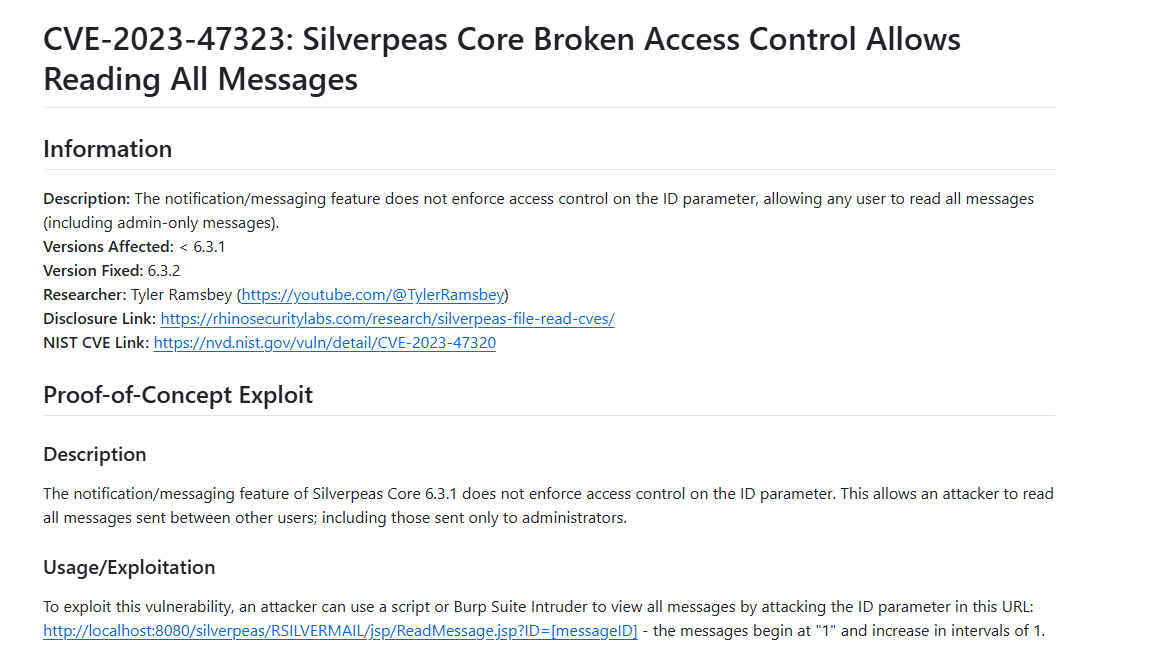 CVE-2023-47323: Silverpeas Core Broken Access Control Allows
Reading All Messages
Information
Description: The notification/messaging feature does not enforce access control on the ID parameter, allowing any user to read all messages
(including admin-only messages).
Versions Affected: < 6.3.1
Version Fixed: 6.3.2
Researcher: Tyler Ramsbey (https://youtube.com/@TylerRamsbey)
Disclosure Link: https://rhinosecuritylabs.com/research/silverpeas-file-read-cves/
NIST CVE Link: https://nvd.nist.gov/vuln/detail/CVE-2023-47320
Proof-of-Concept Exploit
Description
The notification/messaging feature of Silverpeas Core 6.3.1 does not enforce access control on the ID parameter. This allows an attacker to read
all messages sent between other users; including those sent only to administrators.
Usage/Exploitation
To exploit this vulnerability, an attacker can use a script or Burp Suite Intruder to view all messages by attacking the ID parameter in this URL:
http://localhost:8080/silverpeas/RSILVERMAIL/jsp/ReadMessage.jsp?ID=[messageID] - the messages begin at "1" and increase in intervals of 1.